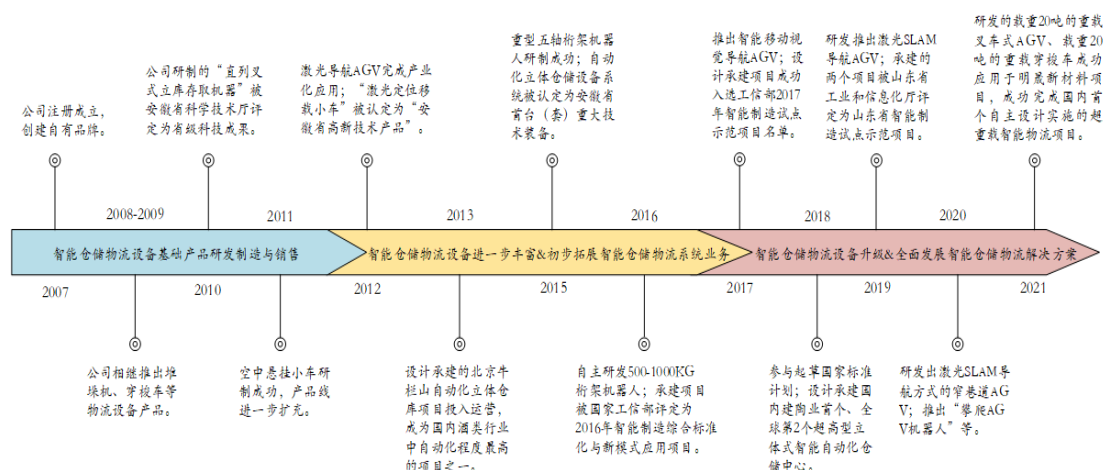 公司注册成立，
创建自有品牌。
公司研制的“直列叉
式立库存取机器”被
安徽省科学技术厅评
定为省级科技成果。
激光导航AGV完成产业
化应用；“激光定位移
载小车”被认定为“安
徽省高新技术产品”。
重型五轴桁架机器
人研制成功；自动
化立体仓储设备系
统被认定为安徽省
首台（套）重大技
术装备。
推出智能移动视
觉导航AGV；设
计承建项目成功
入选工信部2017
年智能制造试点
示范项目名单。
研发推出激光SLAM
导航AGV；承建的
两个项目被山东省
工业和信息化厅评
定为山东省智能制
造试点示范项目。
研发的载重20吨的重载
叉车式AGV、载重20
吨的重载穿梭车成功
应用于明晟新材料项
目，成功完成国内首
个自主设计实施的超
重载智能物流项目。
2008-2009
2011
2013
2016
2018
2020
智能仓储物流设备基础产品研发制造与销售
智能仓储物流设备进一步丰富&初步拓展智能仓储物流系统业务
智能仓储物流设备升级&全面发展智能仓储物流解决方案
2007
2010
2012
2015
2017
2019
2021
公司相继推出堆
垛机、穿梭车等
物流设备产品。
空中悬挂小车研
制成功，产品线
进一步扩充。
设计承建的北京牛
栏山自动化立体仓
库项目投入运营，
成为国内酒类行业
中自动化程度最高
的项目之一。
自主研发500-1000KG
桁架机器人；承建项目
被国家工信部评定为
2016年智能制造综合标准
化与新模式应用项目。
参与起草国家标准
计划；设计承建国
内建陶业首个、全
球第2个超高型立
体式智能自动化仓
储中心。
研发出激光SLAM导
航方式的窄巷道AG
V；推出“攀爬AG
V机器人”等。